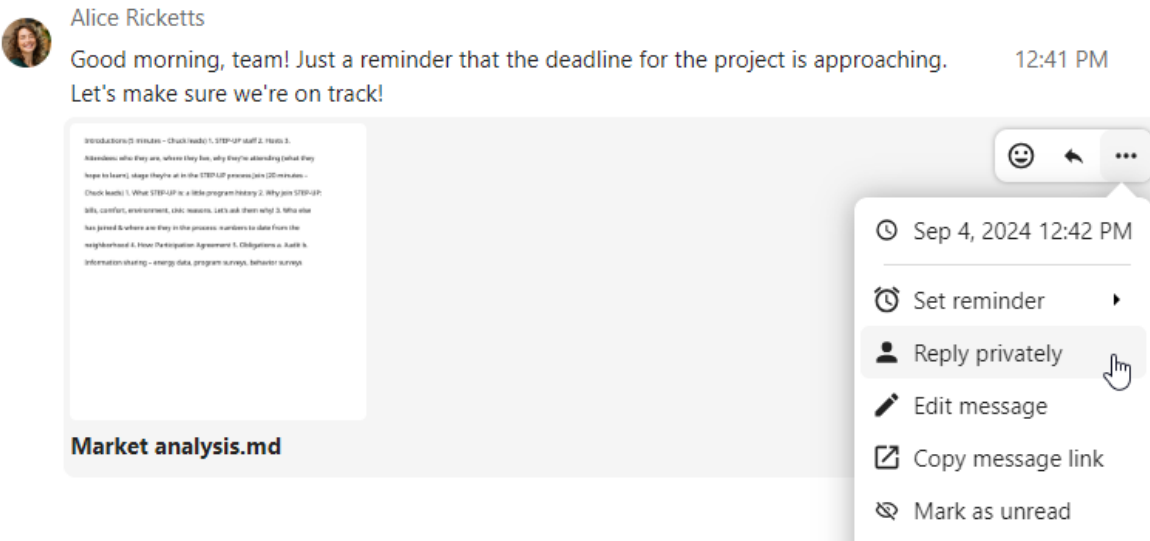 Alice Ricketts
Good morning, team! Just a reminder that the deadline for the project is approaching. 12:41 PM
Let's make sure we're on track!
Introductions (5 minutes – Chuck leads) 1. STEP-UP staff 2. Hosts 3.
Attendees: who they are, where they live, why they're attending (what they
hope to learn), stage they're at in the STEP-UP process Join (20 minutes –
Chuck leads) 1. What STEP-UP is: a little program history 2. Why join STEP-UP:
bills, comfort, environment, civic reasons. Let's ask them why! 3. Who else
has joined & where are they in the process: numbers to date from the
neighborhood 4. How: Participation Agreement 5. Obligations a. Audit b.
Information sharing – energy data, program surveys, behavior surveys
Market analysis.md
Sep 4, 2024 12:42 PM
Set reminder
Reply privately
Edit message
Copy message link
Mark as unread